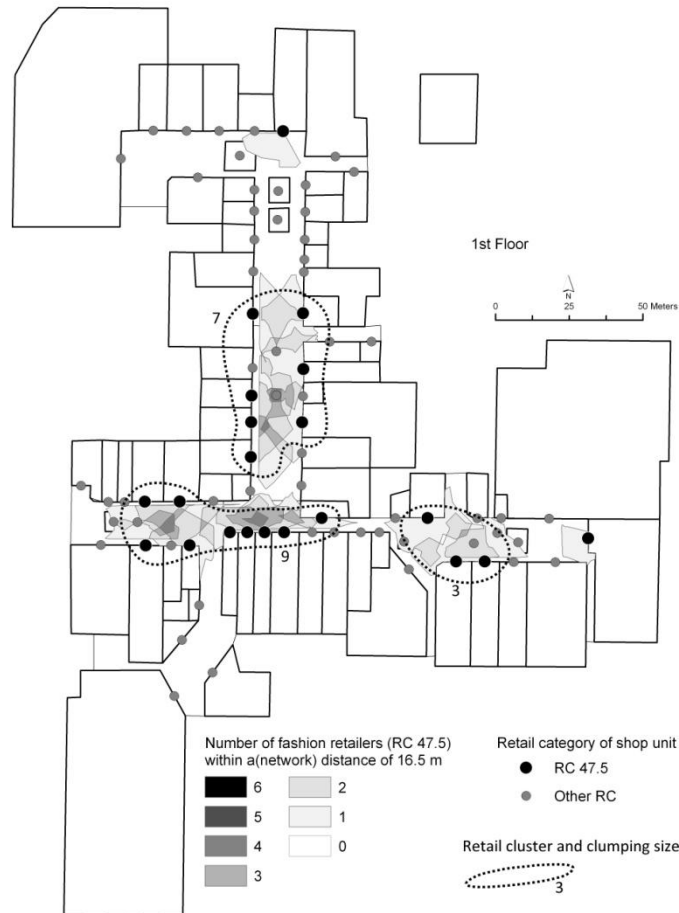 1st Floor
N
0 25 50 Meters
7
9
3
Number of fashion retailers (RC 47.5)
within a(network) distance of 16.5 m
6
5
4
3
2
1
0
Retail category of shop unit
RC 47.5
Other RC
Retail cluster and clumping size
3